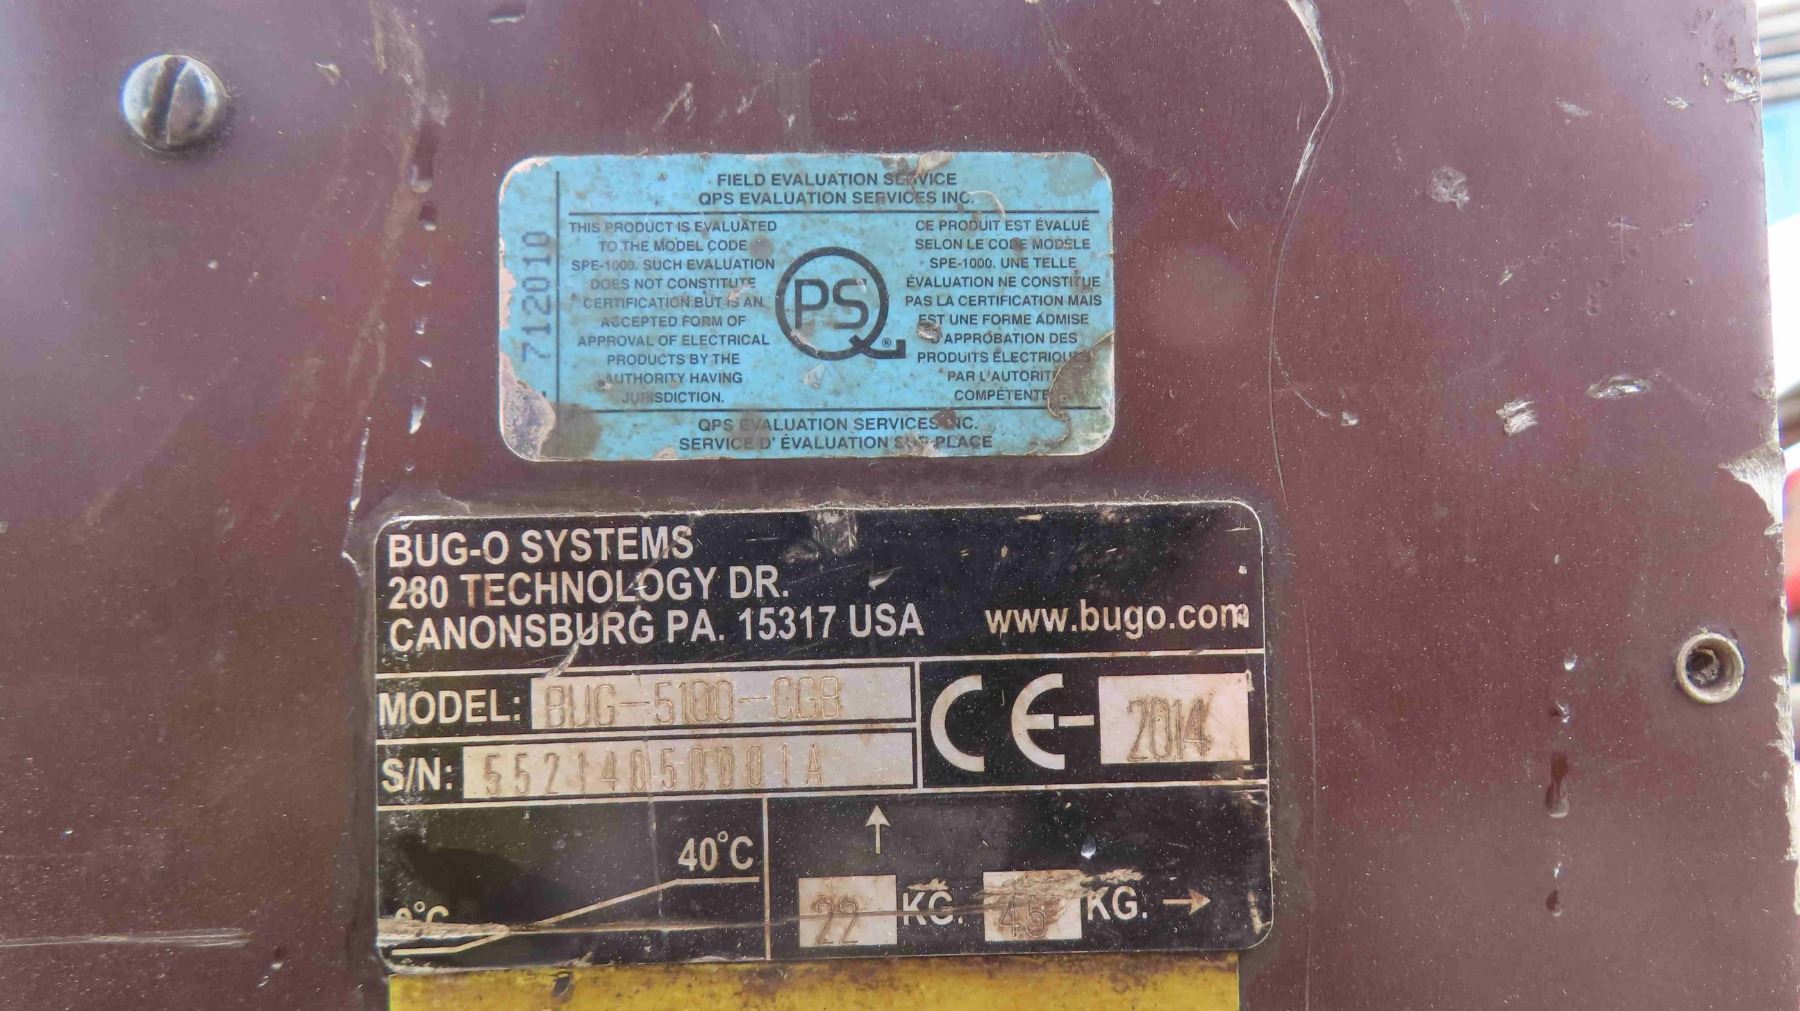 FIELD EVALUATION SERVICE
QPS EVALUATION SERVICES INC.
712010
THIS PRODUCT IS EVALUATED
TO THE MODEL CODE
SPE-1000. SUCH EVALUATION
DOES NOT CONSTITUTE
CERTIFICATION BUT IS AN
ACCEPTED FORM OF
APPROVAL OF ELECTRICAL
PRODUCTS BY THE
AUTHORITY HAVING
JURISDICTION.
QPS®
CE PRODUIT EST ÉVALUÉ
SELON LE CODE MODÈLE
SPE-1000. UNE TELLE
ÉVALUATION NE CONSTITUE
PAS LA CERTIFICATION MAIS
EST UNE FORME ADMISE
D'APPROBATION DES
PRODUITS ÉLECTRIQUES
PAR L'AUTORITÉ
COMPÉTENTE
QPS EVALUATION SERVICES INC.
SERVICE D'ÉVALUATION SUR PLACE
BUG-O SYSTEMS
280 TECHNOLOGY DR.
CANONSBURG PA. 15317 USA
www.bugo.com
MODEL: BUG-5100-CGB
CE- 2014
S/N: 55214050001A
40°C
0°C
22 KG. 45 KG.